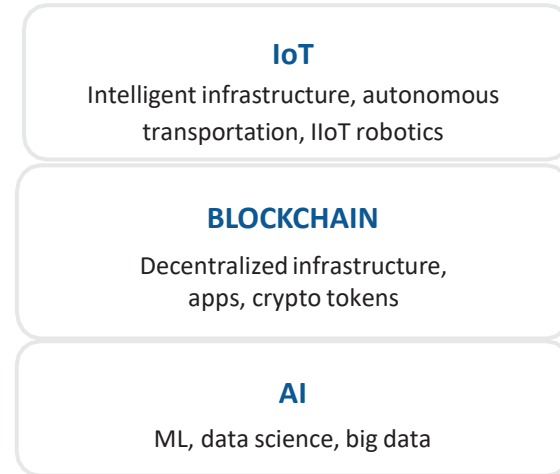 IoT
Intelligent infrastructure, autonomous
transportation, IIoT robotics
BLOCKCHAIN
Decentralized infrastructure,
apps, crypto tokens
AI
ML, data science, big data